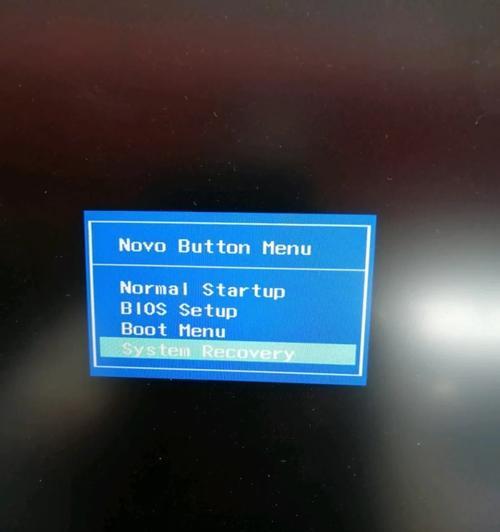 Novo Button Menu
Normal Startup
BIOS Setup
Boot Menu
System Recovery